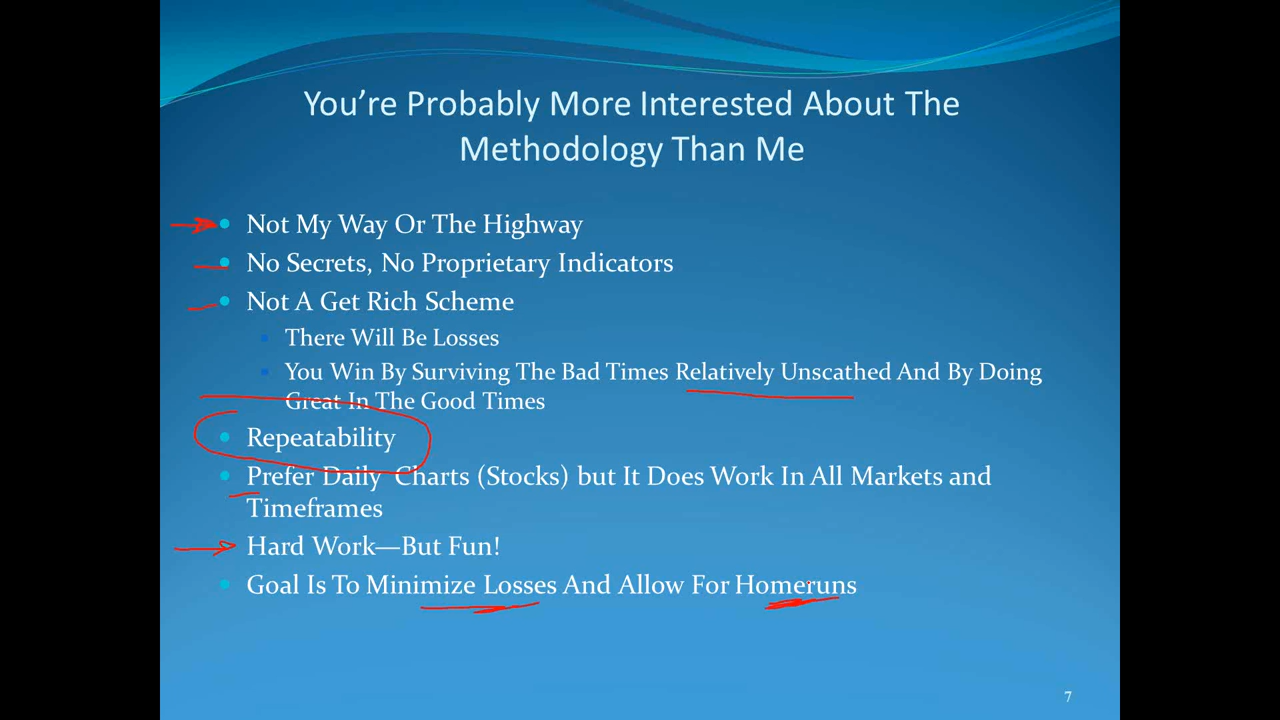 You're Probably More Interested About The
Methodology Than Me
Not My Way Or The Highway
No Secrets, No Proprietary Indicators
Not A Get Rich Scheme
There Will Be Losses
You Win By Surviving The Bad Times Relatively Unscathed And By Doing
Great In The Good Times
Repeatability
Prefer Daily Charts (Stocks) but It Does Work In All Markets and
Timeframes
Hard Work—But Fun!
Goal Is To Minimize Losses And Allow For Homeruns
7